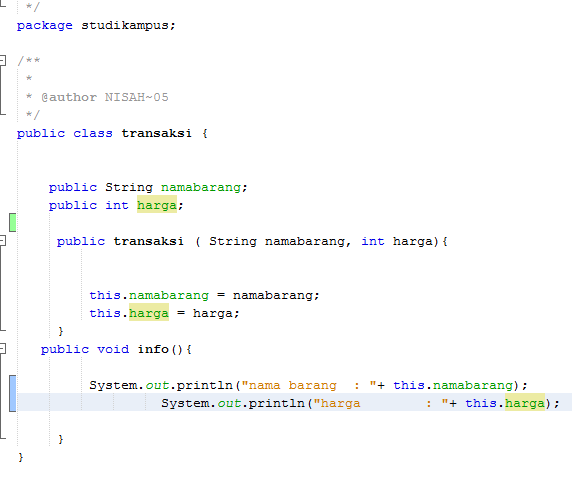 */
package studikampus;
/**
*
* @author NISAH~05
*/
public class transaksi {
public String namabarang;
public int harga;
public transaksi ( String namabarang, int harga){
this.namabarang = namabarang;
this.harga = harga;
}
public void info(){
System.out.println("nama barang  : "+ this.namabarang);
System.out.println("harga        : "+ this.harga);
}
}